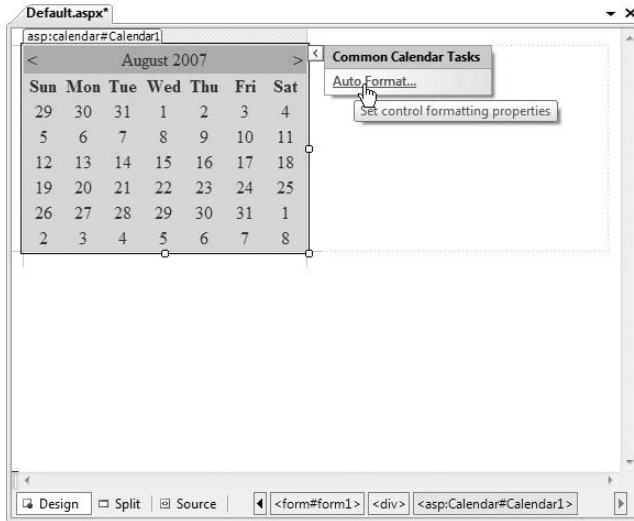 Default.aspx*
asp:calendar#Calendar1
< August 2007 >
Sun Mon Tue Wed Thu Fri Sat
29 30 31 1 2 3 4
5 6 7 8 9 10 11
12 13 14 15 16 17 18
19 20 21 22 23 24 25
26 27 28 29 30 31 1
2 3 4 5 6 7 8
<
Common Calendar Tasks
Auto Format...
Set control formatting properties
Design Split Source <form#form1> <div> <asp:Calendar#Calendar1>